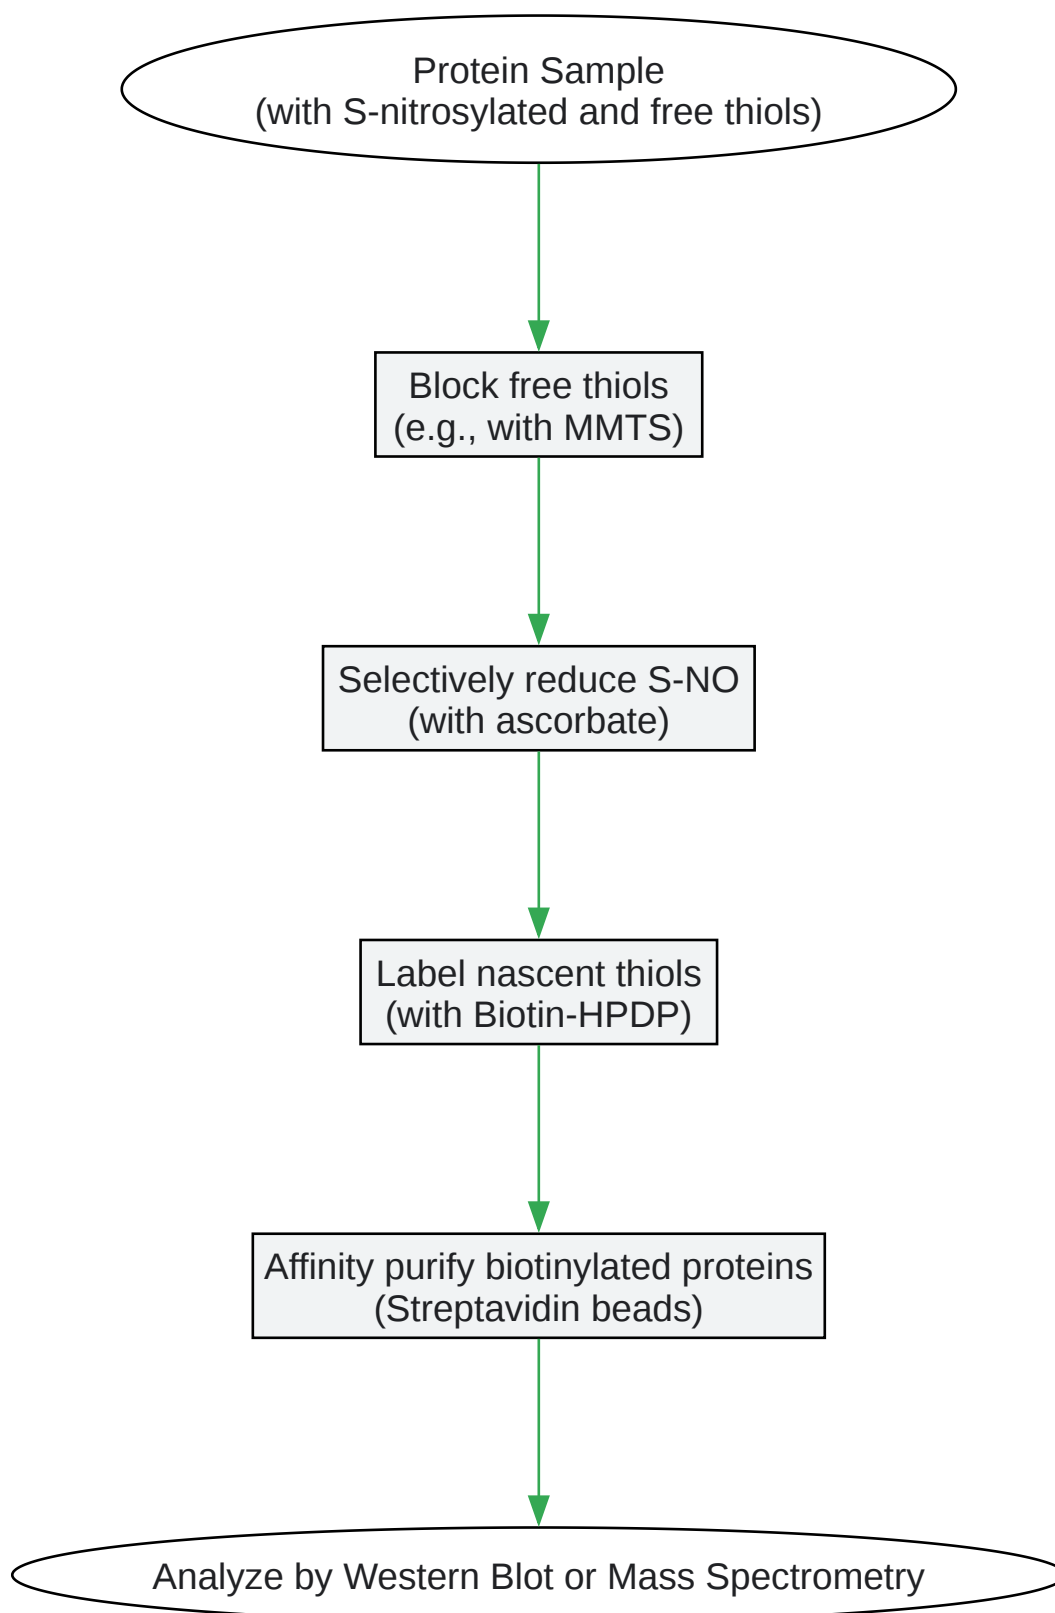 Protein Sample
(with S-nitrosylated and free thiols)
Block free thiols
(e.g., with MMTS)
Selectively reduce S-NO
(with ascorbate)
Label nascent thiols
(with Biotin-HPDP)
Affinity purify biotinylated proteins
(Streptavidin beads)
Analyze by Western Blot or Mass Spectrometry